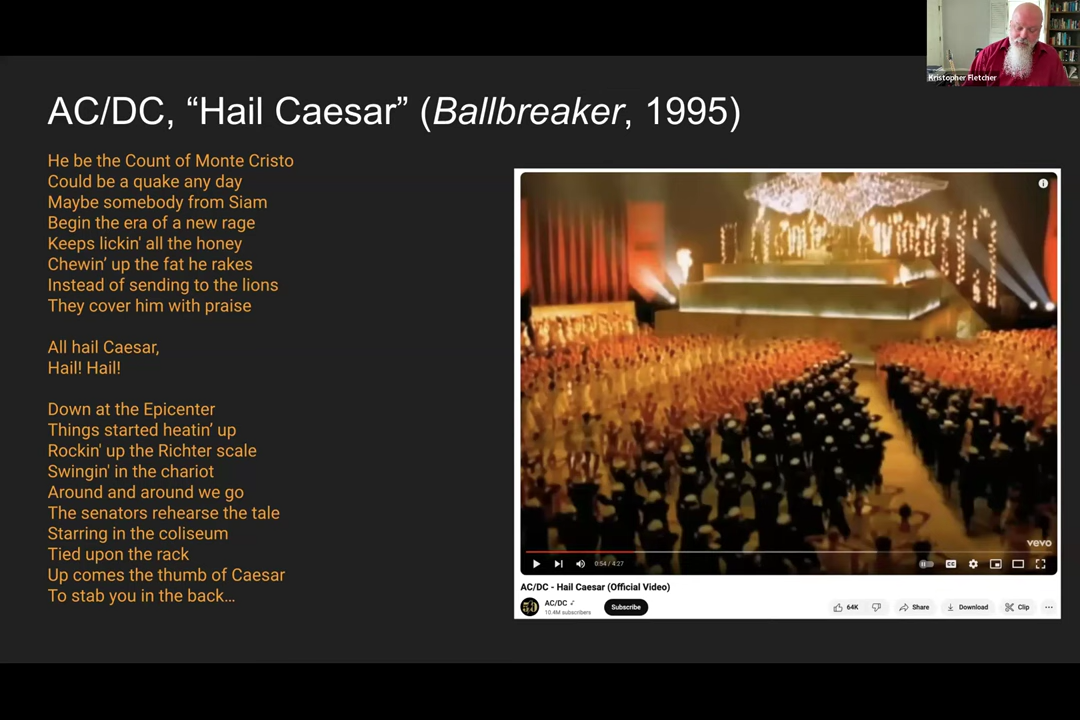 Kristopher Fletcher
AC/DC, “Hail Caesar” (Ballbreaker, 1995)
He be the Count of Monte Cristo
Could be a quake any day
Maybe somebody from Siam
Begin the era of a new rage
Keeps lickin' all the honey
Chewin’ up the fat he rakes
Instead of sending to the lions
They cover him with praise
All hail Caesar,
Hail! Hail!
Down at the Epicenter
Things started heatin’ up
Rockin' up the Richter scale
Swingin' in the chariot
Around and around we go
The senators rehearse the tale
Starring in the coliseum
Tied upon the rack
Up comes the thumb of Caesar
To stab you in the back…
vevo
0:54 / 4:27
AC/DC - Hail Caesar (Official Video)
AC/DC
10.4M subscribers
Subscribe
64K
Share
Download
Clip